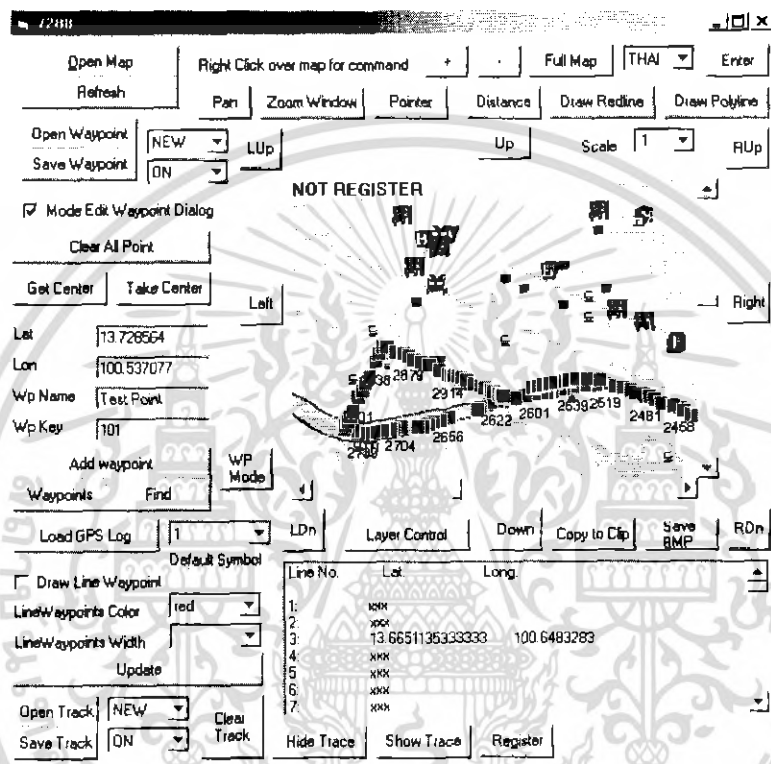 7288
Open Map
Refresh
Right Click over map for command
+
-
Full Map
THAI
Enter
Pan
Zoom Window
Pointer
Distance
Draw Redline
Draw Polyline
Open Waypoint
NEW
Save Waypoint
ON
LUp
Up
Scale
1
RUp
NOT REGISTER
Mode Edit Waypoint Dialog
Clear All Point
Get Center
Take Center
Left
Right
Lat
13.728564
Lon
100.537077
Wp Name
Test Point
Wp Key
101
Add waypoint
Waypoints
Find
WP
Mode
2879
2914
2704
2656
2622
2601
2539
2519
2481
2458
Load GPS Log
1
Default Symbol
LDn
Layer Control
Down
Copy to Clip
Save
BMP
RDn
Draw Line Waypoint
LineWaypoints Color
red
LineWaypoints Width
Update
Open Track
NEW
Save Track
ON
Clear
Track
Line No. Lat. Long.
1: xxx
2: xxx
3: 13.6651135333333 100.6483283
4: xxx
5: xxx
6: xxx
7: xxx
Hide Trace
Show Trace
Register